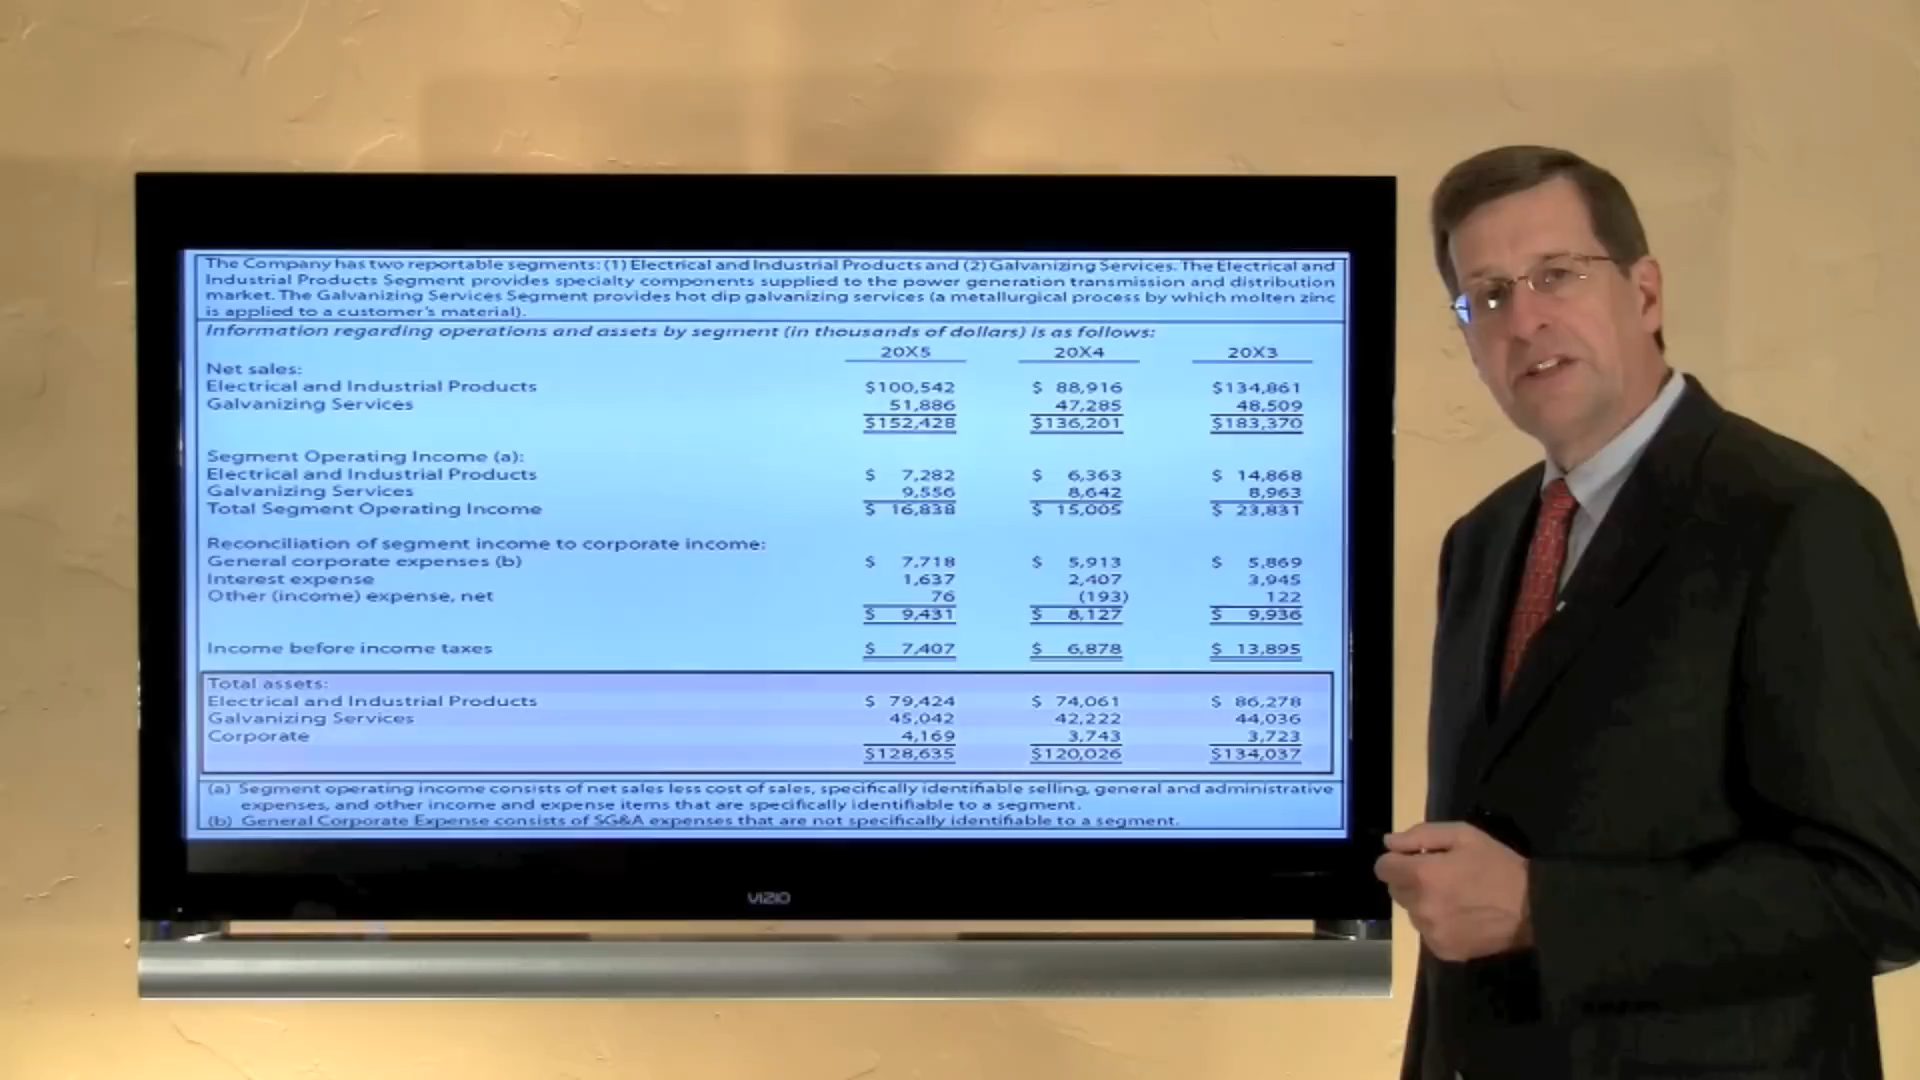 The Company has two reportable segments: (1) Electrical and Industrial Products and (2) Galvanizing Services. The Electrical and
Industrial Products Segment provides specialty components supplied to the power generation transmission and distribution
market. The Galvanizing Services Segment provides hot dip galvanizing services (a metallurgical process by which molten zinc
is applied to a customer's material).
Information regarding operations and assets by segment (in thousands of dollars) is as follows:
20X5 20X4 20X3
Net sales:
Electrical and Industrial Products $100,542 $ 88,916 $134,861
Galvanizing Services 51,886 47,285 48,509
$152,428 $136,201 $183,370
Segment Operating Income (a):
Electrical and Industrial Products $ 7,282 $ 6,363 $ 14,868
Galvanizing Services 9,556 8,642 8,963
Total Segment Operating Income $ 16,838 $ 15,005 $ 23,831
Reconciliation of segment income to corporate income:
General corporate expenses (b) $ 7,718 $ 5,913 $ 5,869
Interest expense 1,637 2,407 3,945
Other (income) expense, net 76 (193) 122
$ 9,431 $ 8,127 $ 9,936
Income before income taxes $ 7,407 $ 6,878 $ 13,895
Total assets:
Electrical and Industrial Products $ 79,424 $ 74,061 $ 86,278
Galvanizing Services 45,042 42,222 44,036
Corporate 4,169 3,743 3,723
$128,635 $120,026 $134,037
(a) Segment operating income consists of net sales less cost of sales, specifically identifiable selling, general and administrative
expenses, and other income and expense items that are specifically identifiable to a segment.
(b) General Corporate Expense consists of SG&A expenses that are not specifically identifiable to a segment.
VIZIO